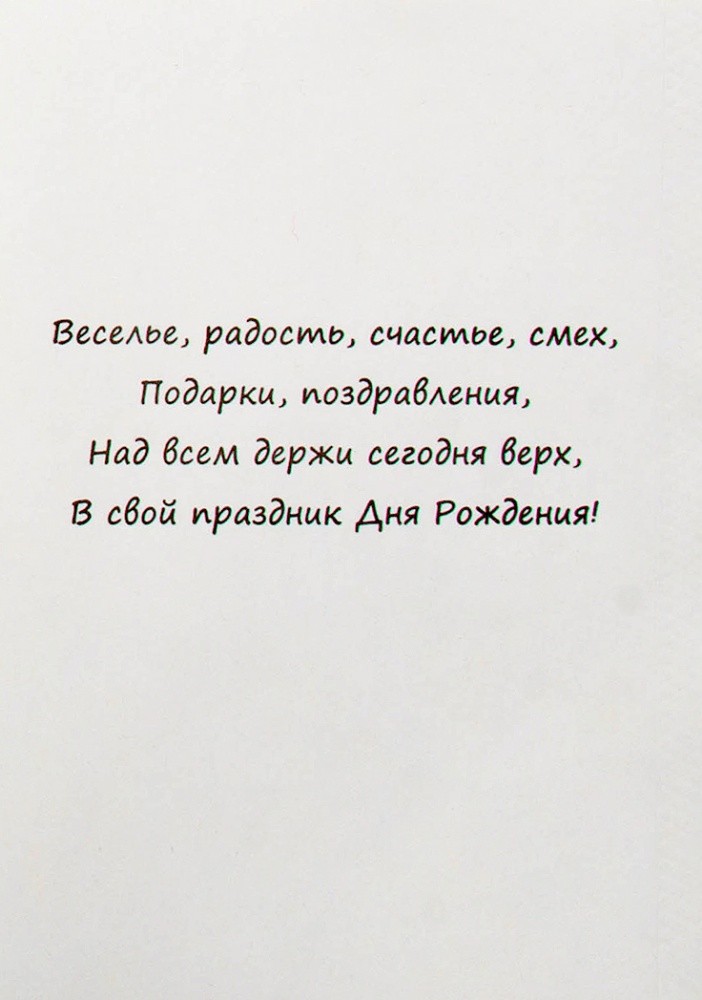 Веселье, радость, счастье, смех,
Подарки, поздравления,
Над всем держи сегодня верх,
В свой праздник Дня Рождения!